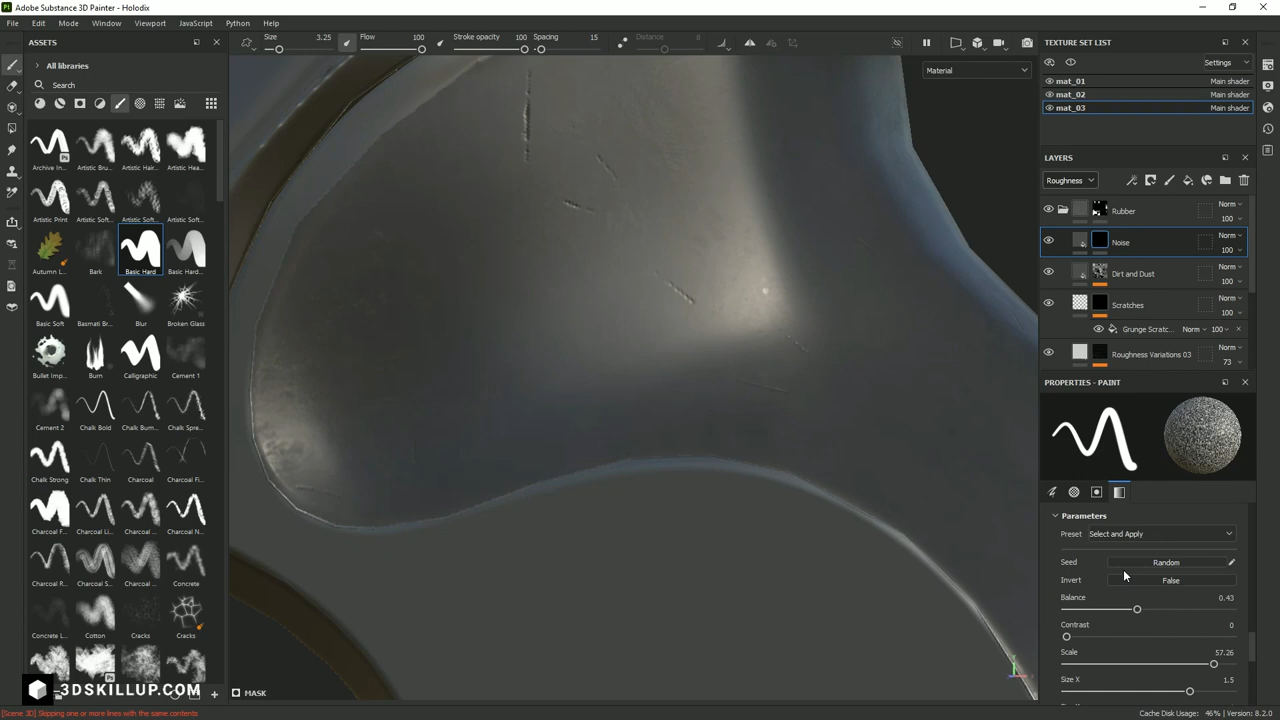 Adobe Substance 3D Painter - Holodix
File Edit Mode Window Viewport JavaScript Python Help
Size 3.25 Flow 100 Stroke opacity 100 Spacing 15 Distance 8
ASSETS
All libraries
Search
Archive In... Artistic Bru... Artistic Hair... Artistic Hea...
Artistic Print Artistic Soft... Artistic Soft... Artistic Soft...
Autumn L... Bark Basic Hard Basic Hard...
Basic Soft Basmati Br... Blur Broken Glass
Bullet Imp... Burn Calligraphic Cement 1
Cement 2 Chalk Bold Chalk Bum... Chalk Spre...
Chalk Strong Chalk Thin Charcoal Charcoal Fi...
Charcoal F... Charcoal Li... Charcoal ... Charcoal N...
Charcoal R... Charcoal S... Charcoal ... Concrete
Concrete L... Cotton Cracks Cracks
3DSKILLUP.COM
Material
MASK
TEXTURE SET LIST
Settings
mat_01 Main shader
mat_02 Main shader
mat_03 Main shader
LAYERS
Roughness
Rubber Norm 100
Noise Norm 100
Dirt and Dust Norm 100
Scratches Norm 100
Grunge Scratc... Norm 100
Roughness Variations 03 Norm 73
PROPERTIES - PAINT
Parameters
Preset Select and Apply
Seed Random
Invert False
Balance 0.43
Contrast 0
Scale 57.26
Size X 1.5
[Scene 3D] Skipping one or more lines with the same contents
Cache Disk Usage: 46% | Version: 8.2.0